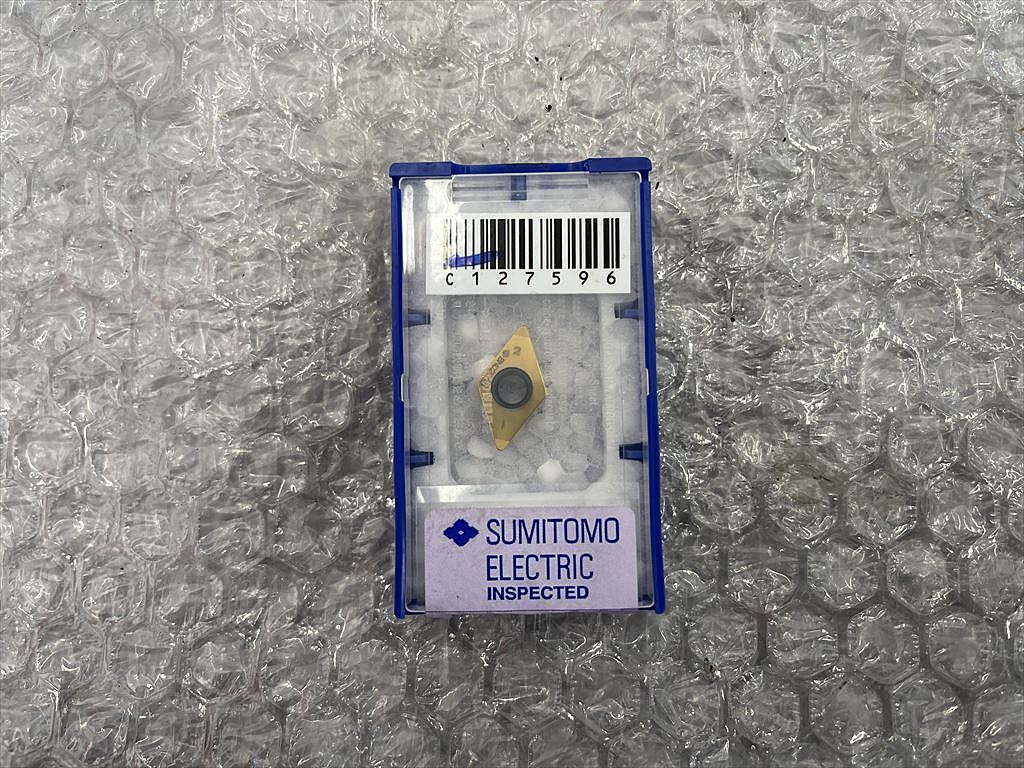 C127596
SUMITOMO
ELECTRIC
INSPECTED